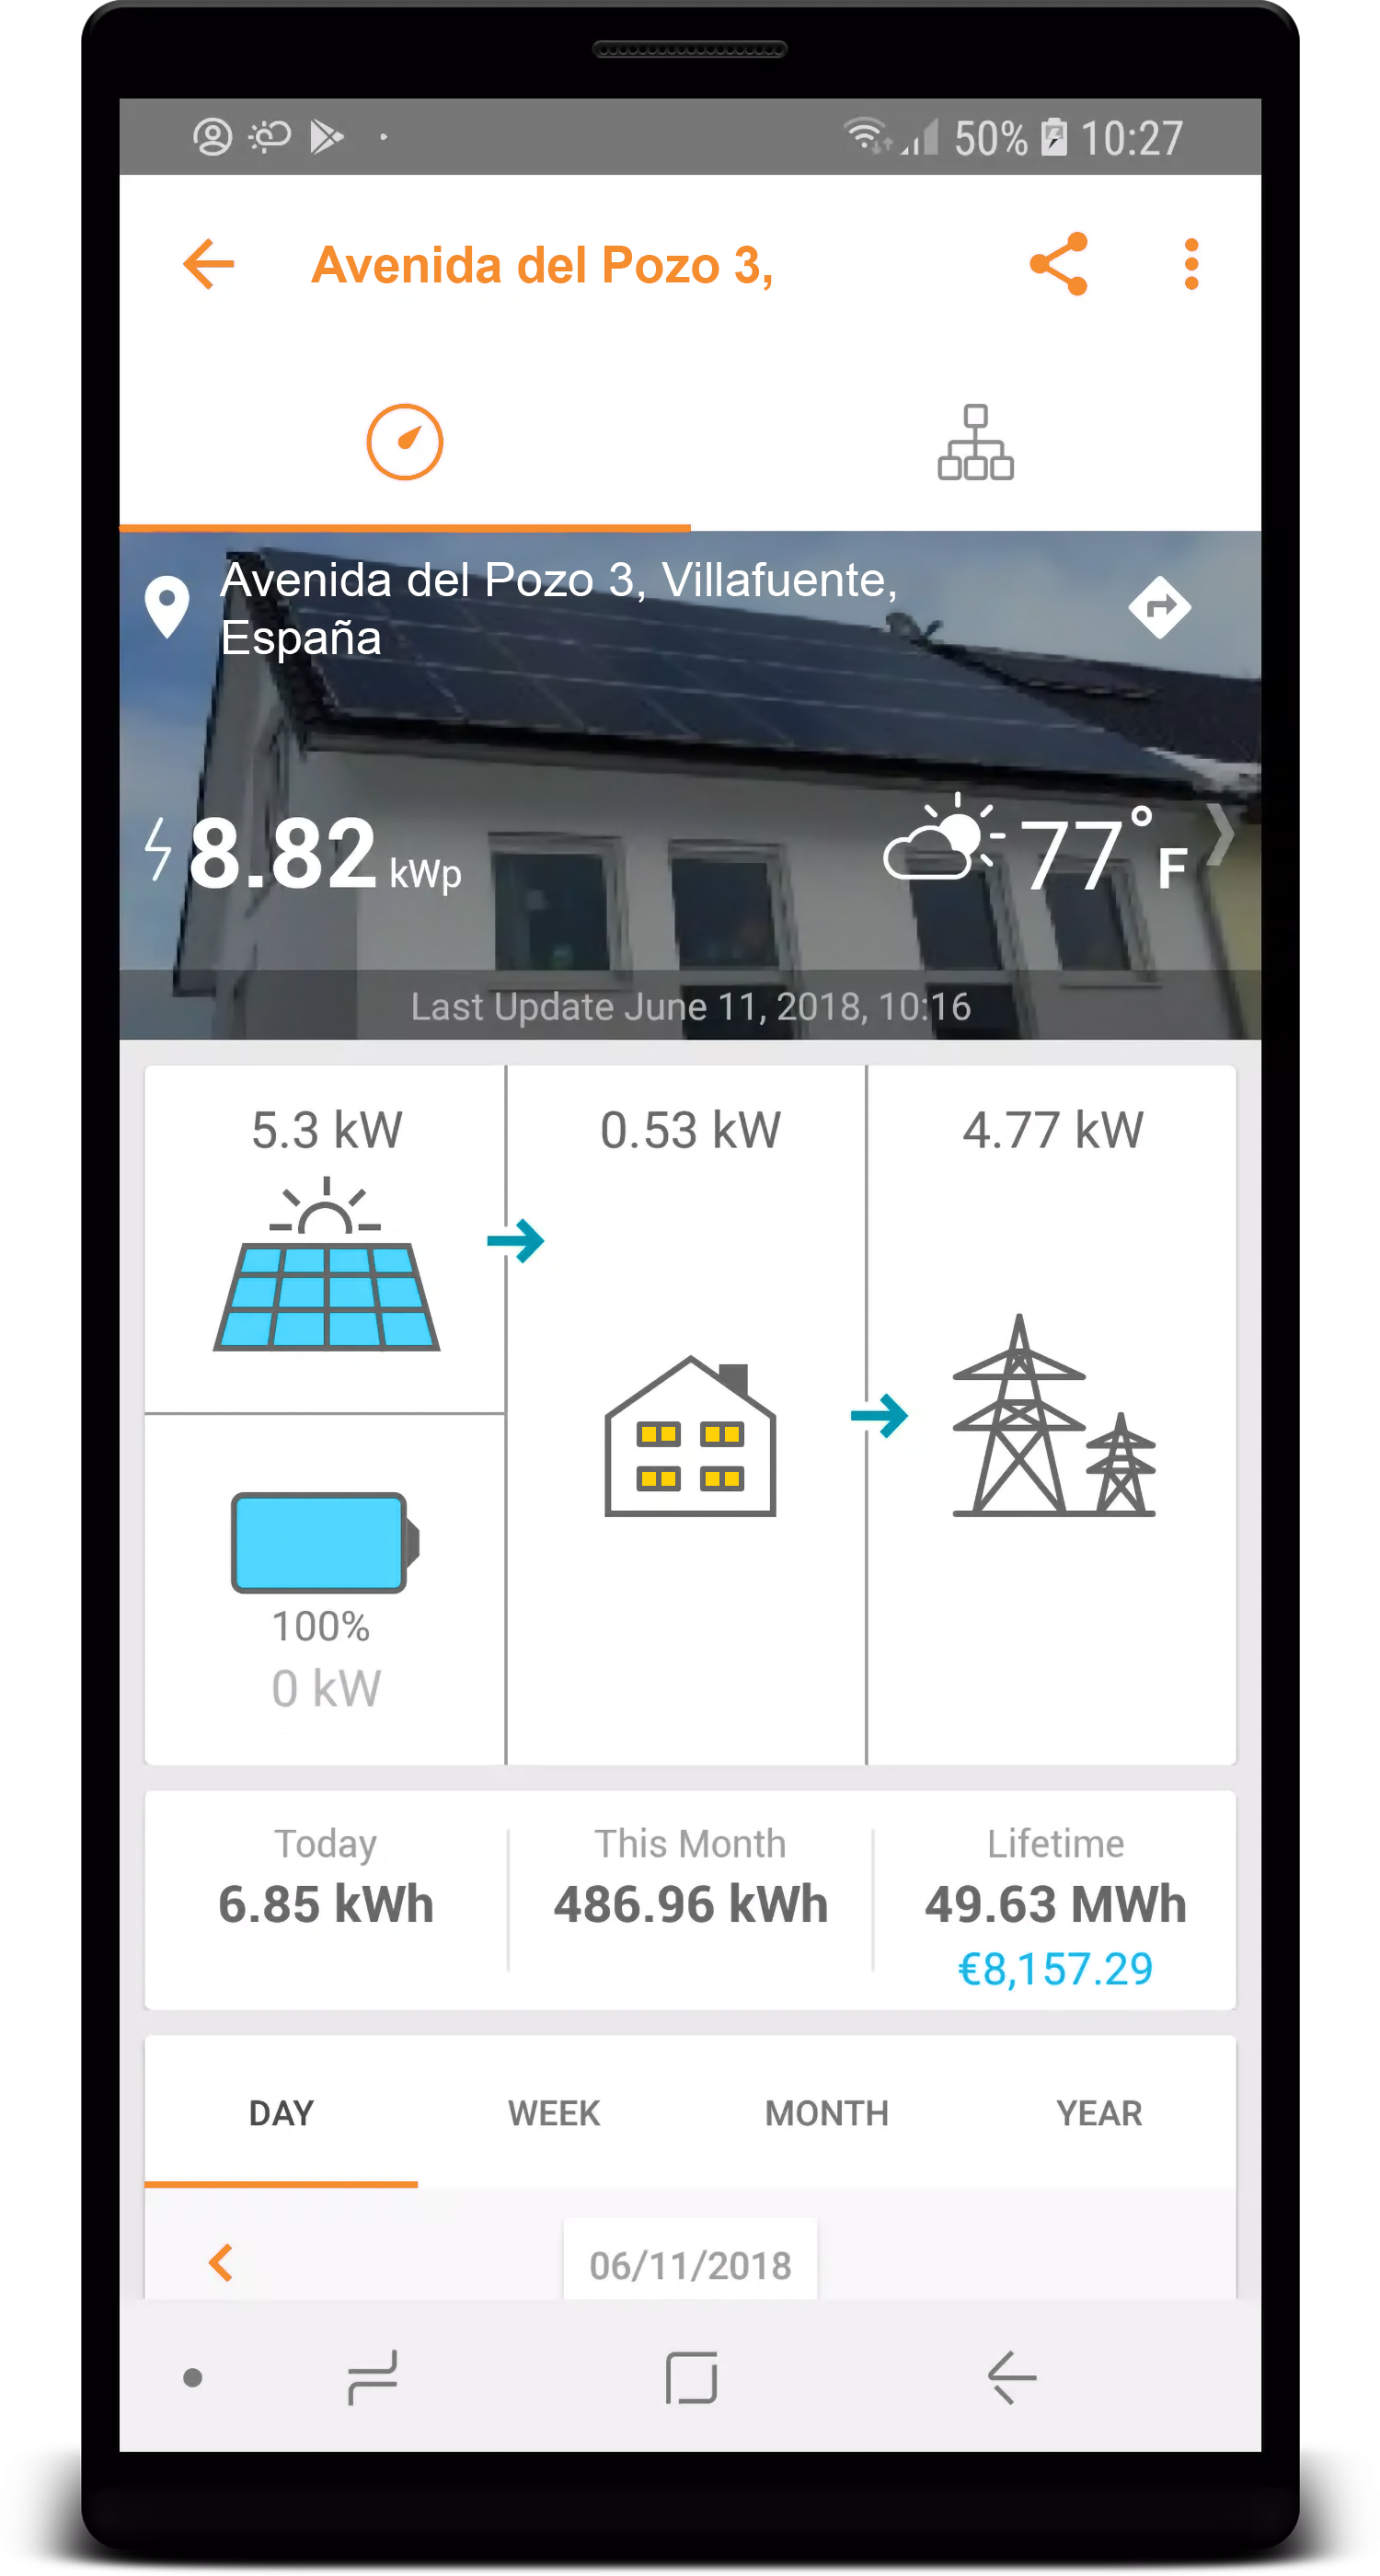 50% 10:27
Avenida del Pozo 3,
Avenida del Pozo 3, Villafuente,
España
8.82 kWp
77° F
Last Update June 11, 2018, 10:16
5.3 kW
0.53 kW
4.77 kW
100%
0 kW
Today
6.85 kWh
This Month
486.96 kWh
Lifetime
49.63 MWh
€8,157.29
DAY WEEK MONTH YEAR
06/11/2018